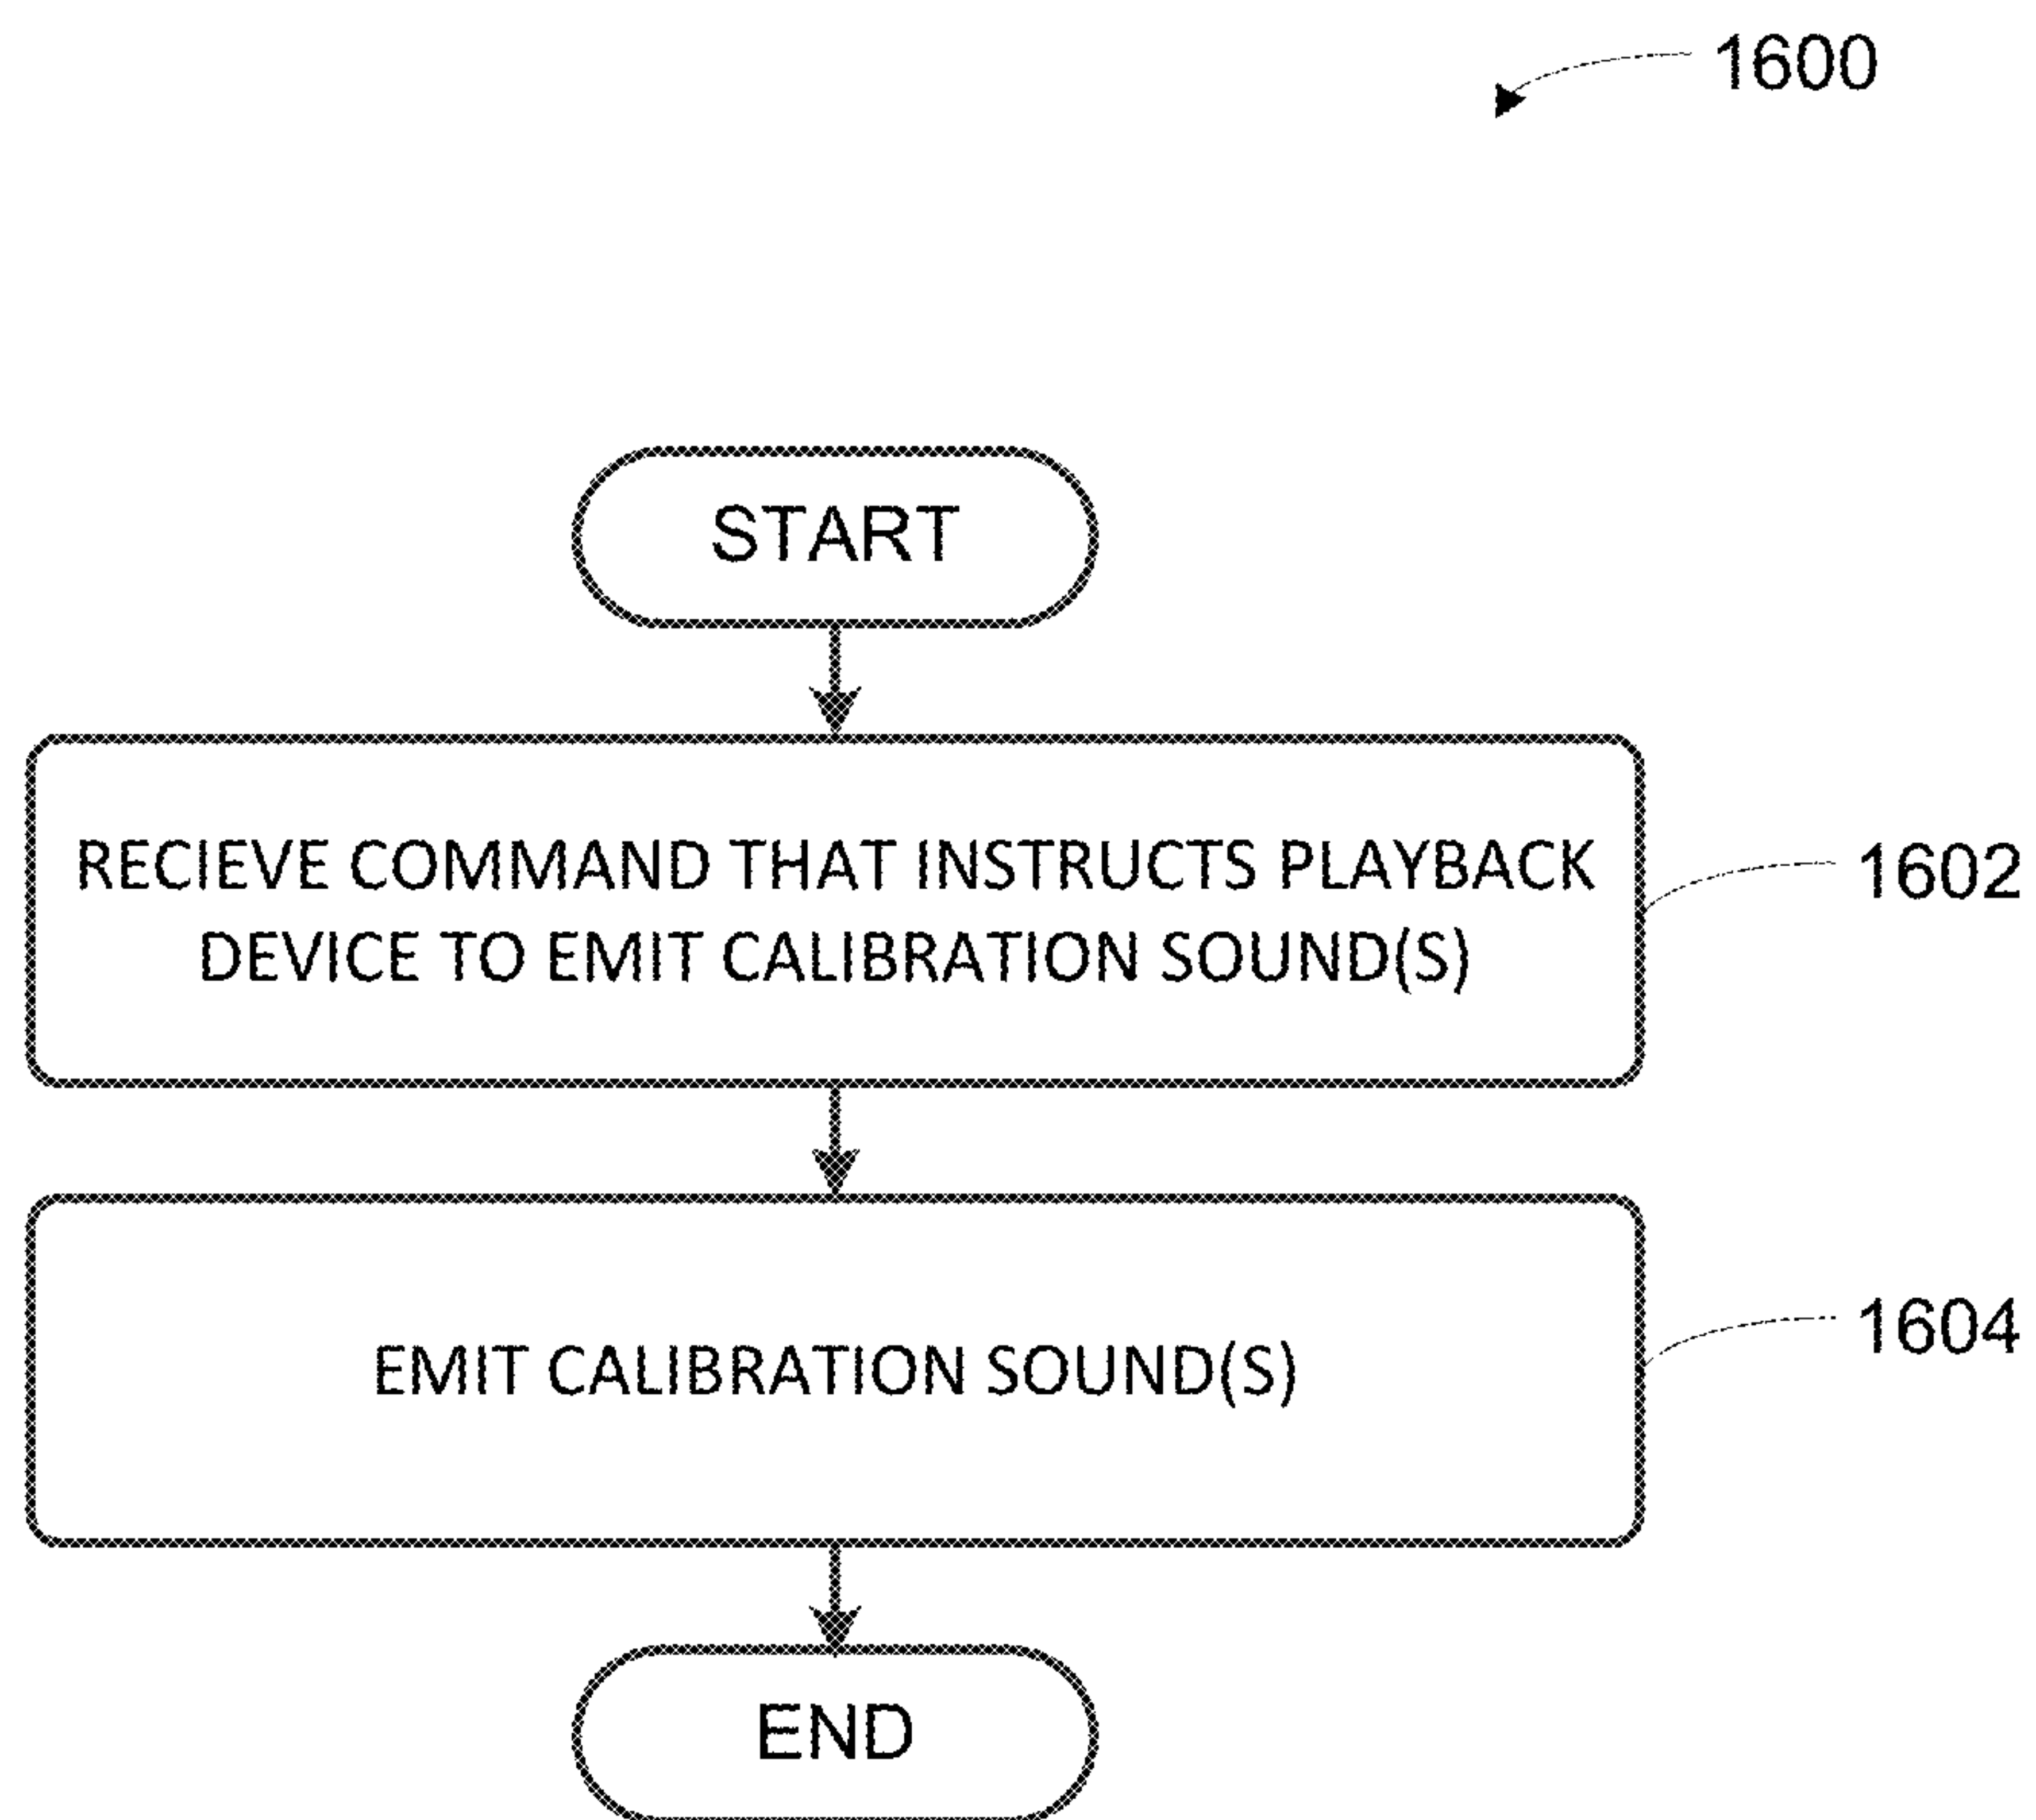 1600
START
RECIEVE COMMAND THAT INSTRUCTS PLAYBACK
DEVICE TO EMIT CALIBRATION SOUND(S)
1602
EMIT CALIBRATION SOUND(S)
1604
END